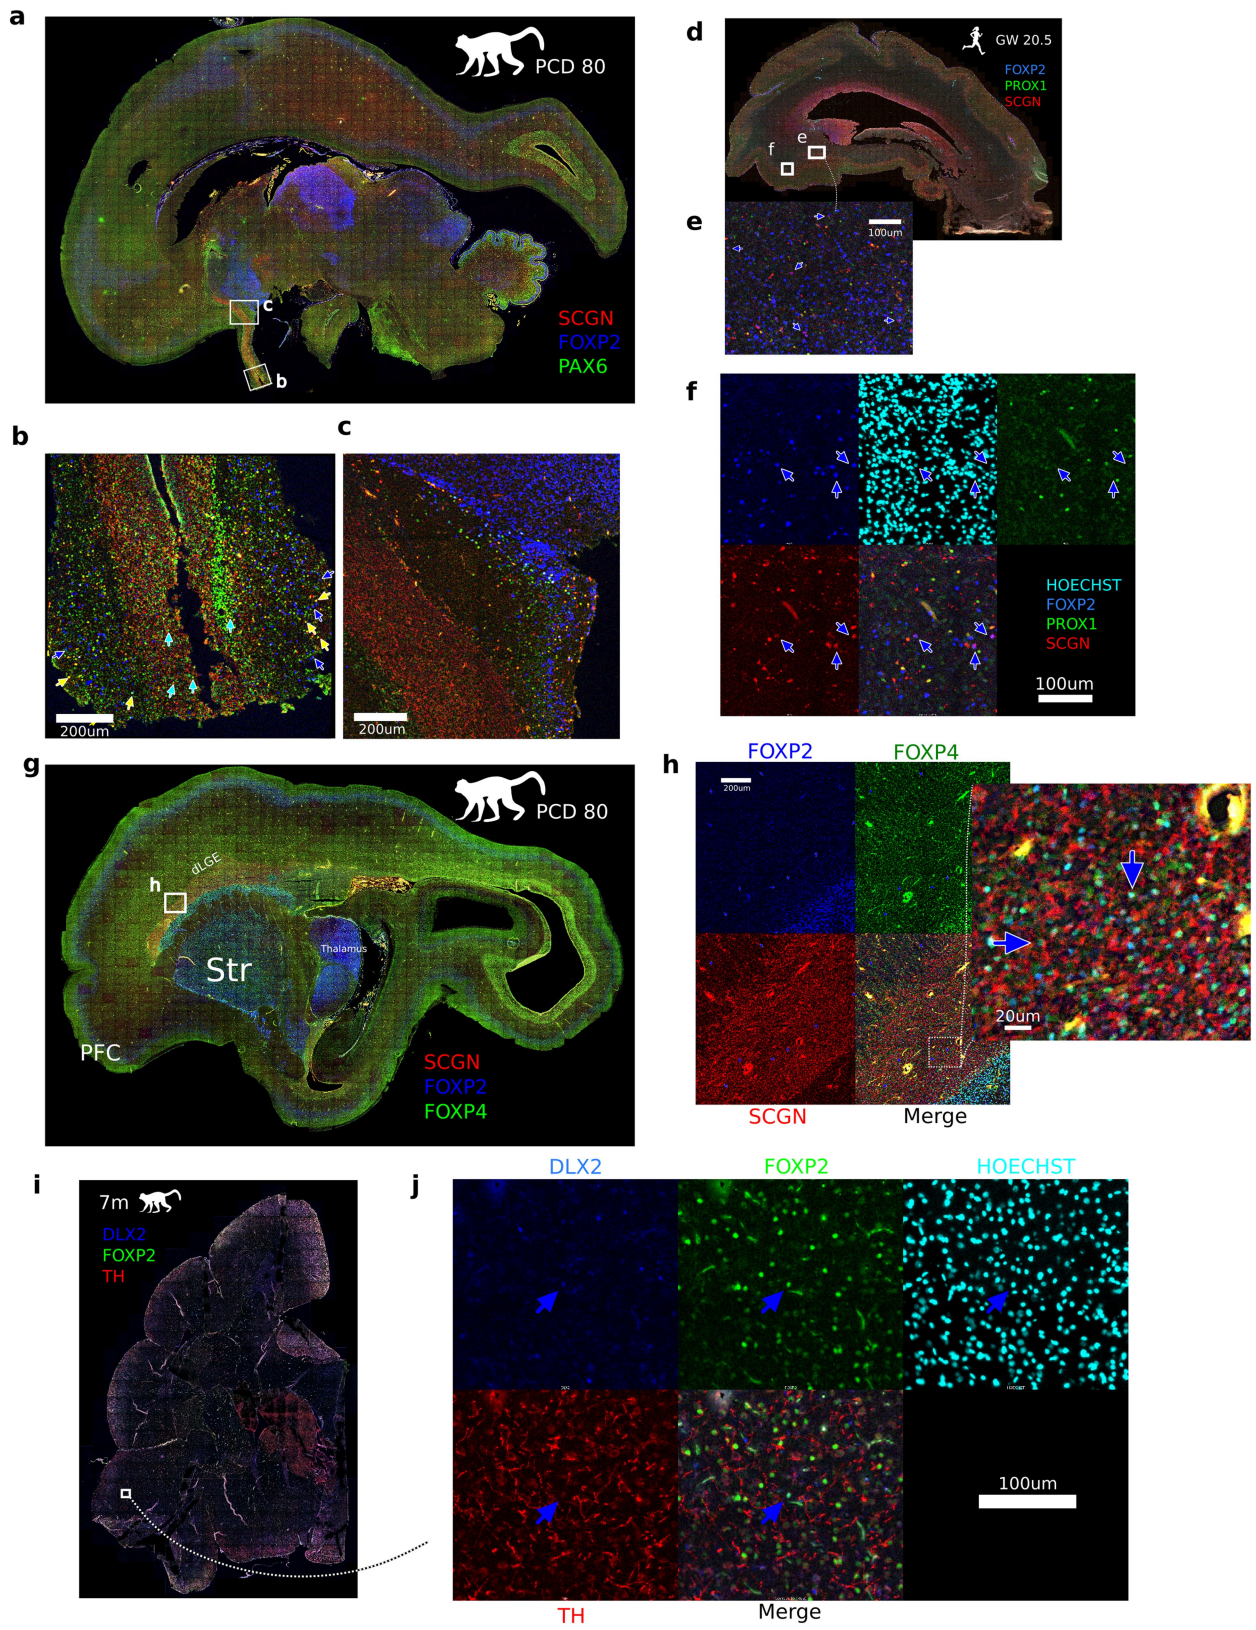 a
PCD 80
c
b
SCGN
FOXP2
PAX6
d
GW 20.5
FOXP2
PROX1
SCGN
e
f
e
100um
b
200um
c
200um
f
HOECHST
FOXP2
PROX1
SCGN
100um
g
PCD 80
dLGE
h
Thalamus
Str
PFC
SCGN
FOXP2
FOXP4
h
FOXP2
FOXP4
200um
20um
SCGN
Merge
i
7m
DLX2
FOXP2
TH
j
DLX2
FOXP2
HOECHST
100um
TH
Merge